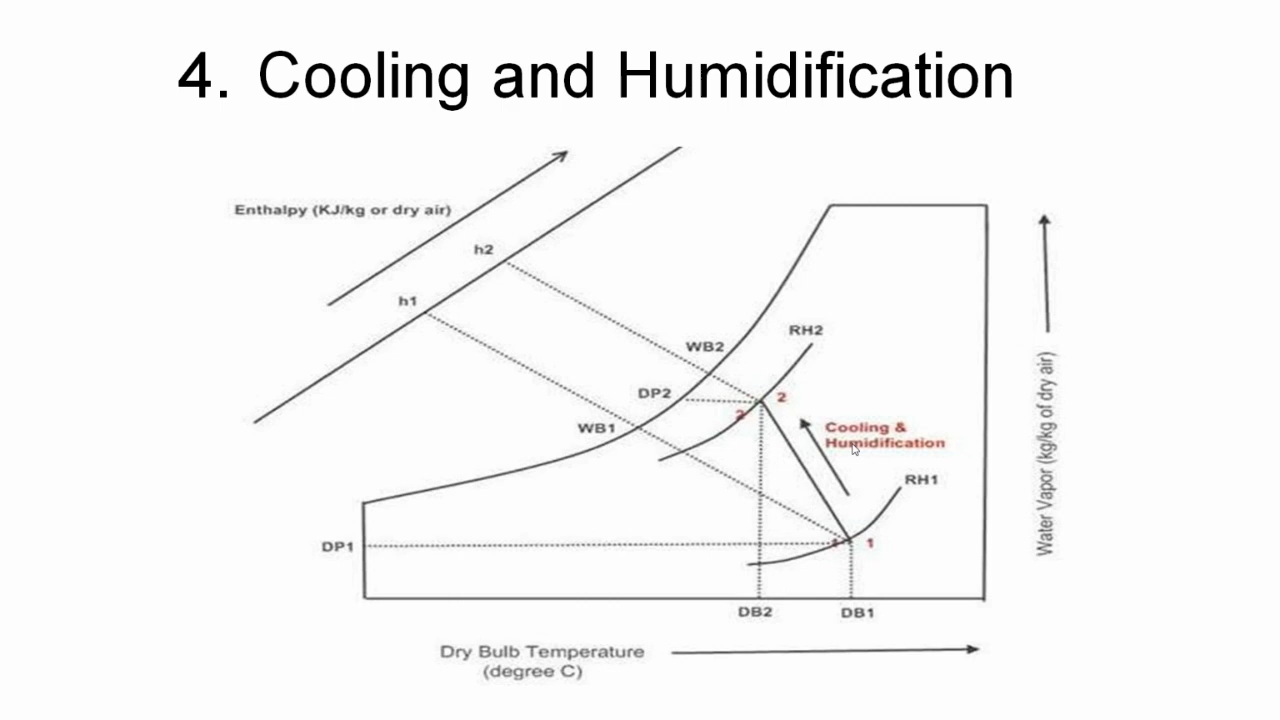 4. Cooling and Humidification
Enthalpy (KJ/kg or dry air)
h2
h1
RH2
WB2
DP2
2
2
WB1
Cooling &
Humidification
RH1
DP1
1
1
DB2
DB1
Water Vapor (kg/kg of dry air)
Dry Bulb Temperature
(degree C)